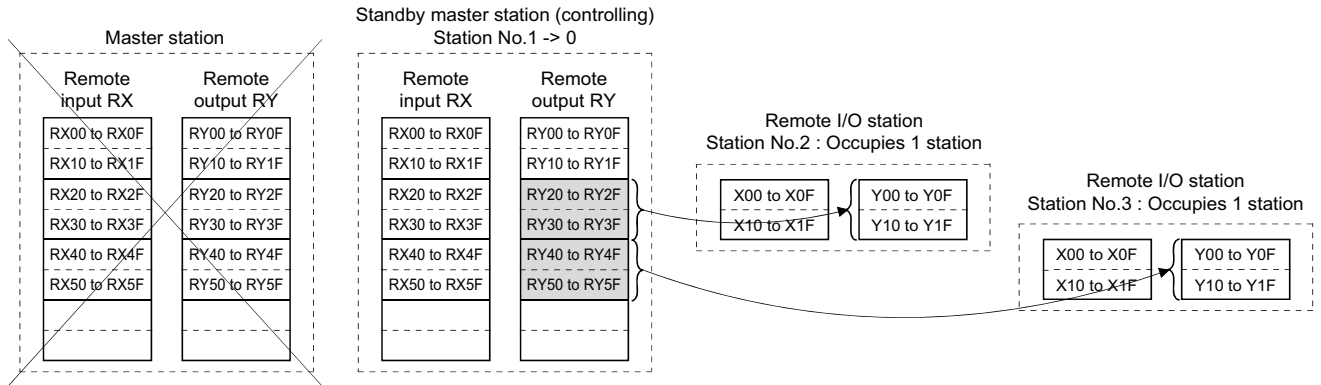 Master station
Remote
input RX
Remote
output RY
RX00 to RX0F
RX10 to RX1F
RX20 to RX2F
RX30 to RX3F
RX40 to RX4F
RX50 to RX5F
RY00 to RY0F
RY10 to RY1F
RY20 to RY2F
RY30 to RY3F
RY40 to RY4F
RY50 to RY5F
Standby master station (controlling)
Station No.1 -> 0
Remote
input RX
Remote
output RY
RX00 to RX0F
RX10 to RX1F
RX20 to RX2F
RX30 to RX3F
RX40 to RX4F
RX50 to RX5F
RY00 to RY0F
RY10 to RY1F
RY20 to RY2F
RY30 to RY3F
RY40 to RY4F
RY50 to RY5F
Remote I/O station
Station No.2 : Occupies 1 station
X00 to X0F
X10 to X1F
Y00 to Y0F
Y10 to Y1F
Remote I/O station
Station No.3 : Occupies 1 station
X00 to X0F
X10 to X1F
Y00 to Y0F
Y10 to Y1F